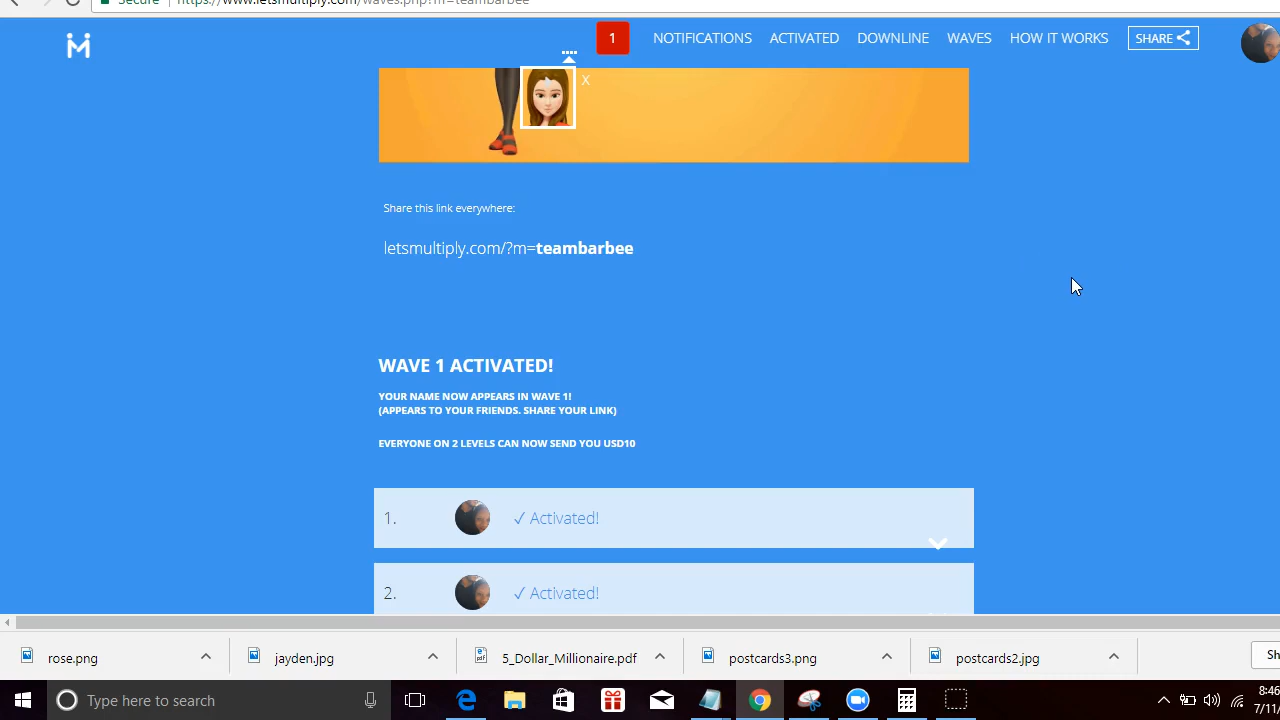 Secure | https://www.letsmultiply.com/waves.php?m=teambarbee
1 NOTIFICATIONS ACTIVATED DOWNLINE WAVES HOW IT WORKS SHARE
X
Share this link everywhere:
letsmultiply.com/?m=teambarbee
WAVE 1 ACTIVATED!
YOUR NAME NOW APPEARS IN WAVE 1!
(APPEARS TO YOUR FRIENDS. SHARE YOUR LINK)
EVERYONE ON 2 LEVELS CAN NOW SEND YOU USD10
1. ✓ Activated!
2. ✓ Activated!
rose.png jayden.jpg 5_Dollar_Millionaire.pdf postcards3.png postcards2.jpg Sh
Type here to search
8:46
7/11/